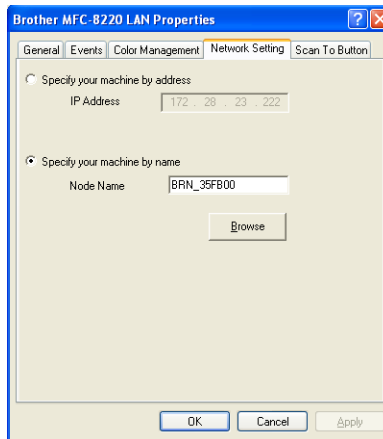 Brother MFC-8220 LAN Properties
General Events Color Management Network Setting Scan To Button
Specify your machine by address
IP Address 172 . 28 . 23 . 222
Specify your machine by name
Node Name BRN_35FB00
Browse
OK Cancel Apply